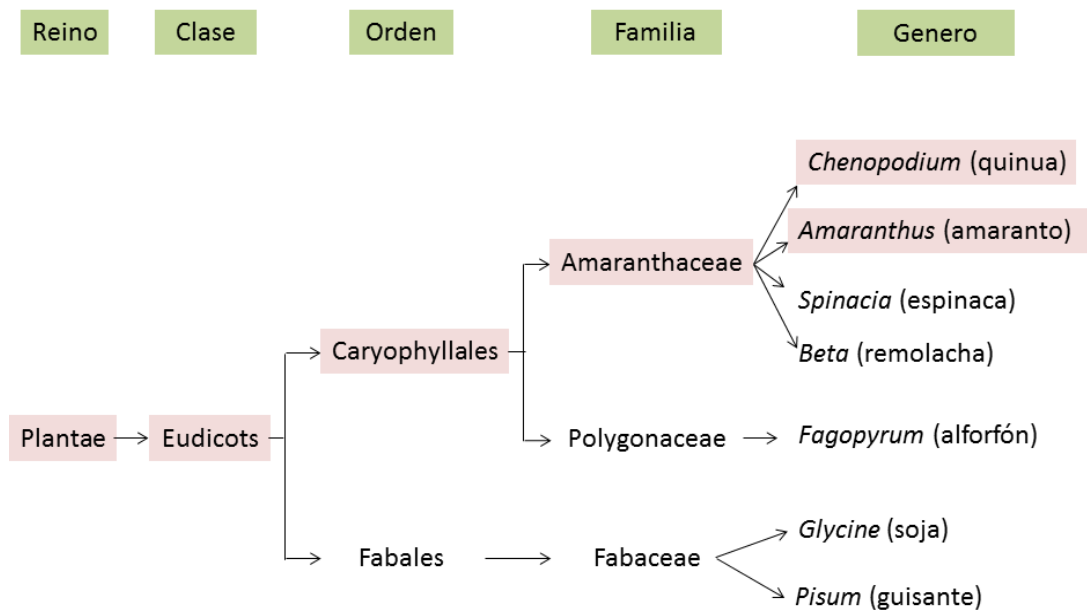 Reino
Clase
Orden
Familia
Genero
Chenopodium (quinua)
Amaranthus (amaranto)
Amaranthaceae
Spinacia (espinaca)
Caryophyllales
Beta (remolacha)
Plantae
Eudicots
Polygonaceae
Fagopyrum (alforfón)
Glycine (soja)
Fabales
Fabaceae
Pisum (guisante)